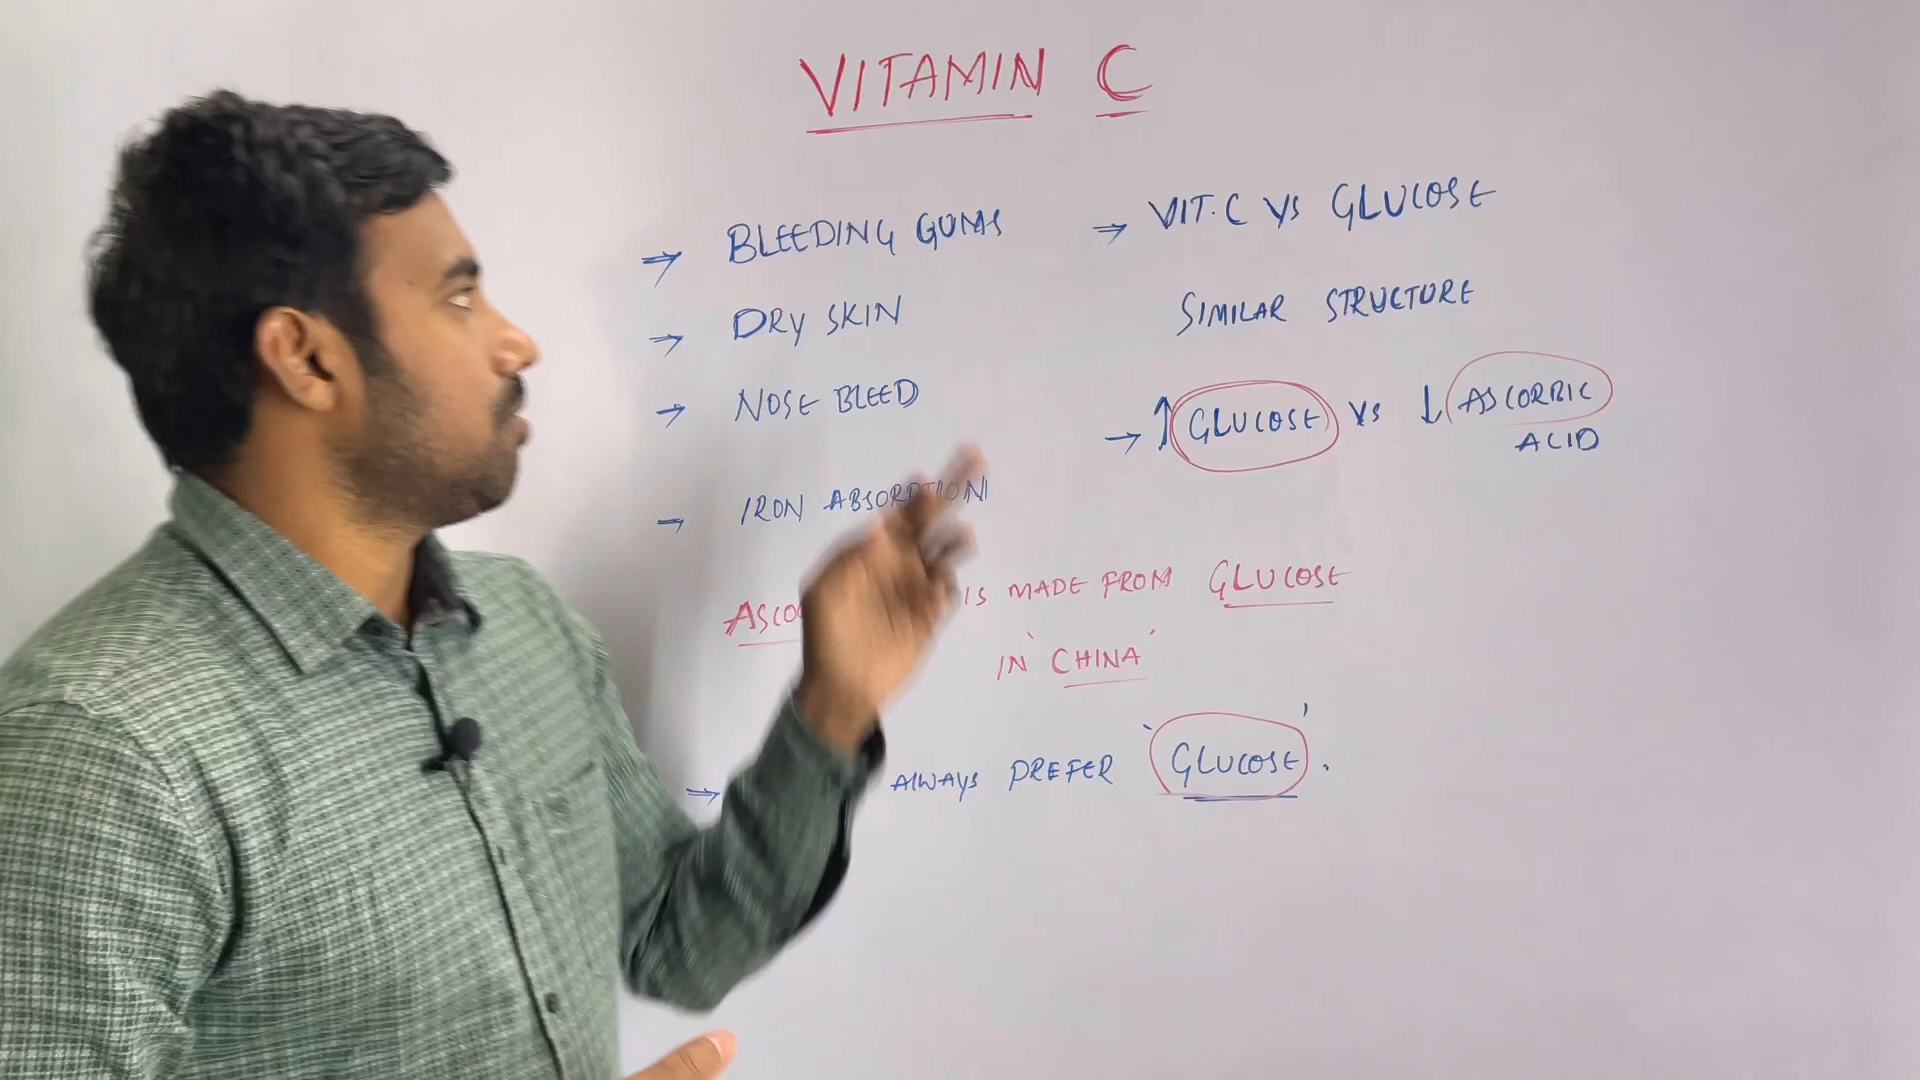 VITAMIN C
→ BLEEDING GUMS
→ DRY SKIN
→ NOSE BLEED
→ IRON ABSORPTION
→ VIT. C VS GLUCOSE
SIMILAR STRUCTURE
→ ↑ GLUCOSE VS ↓ ASCORBIC
ACID
IS MADE FROM GLUCOSE
IN 'CHINA'
→ ALWAYS PREFER 'GLUCOSE'.